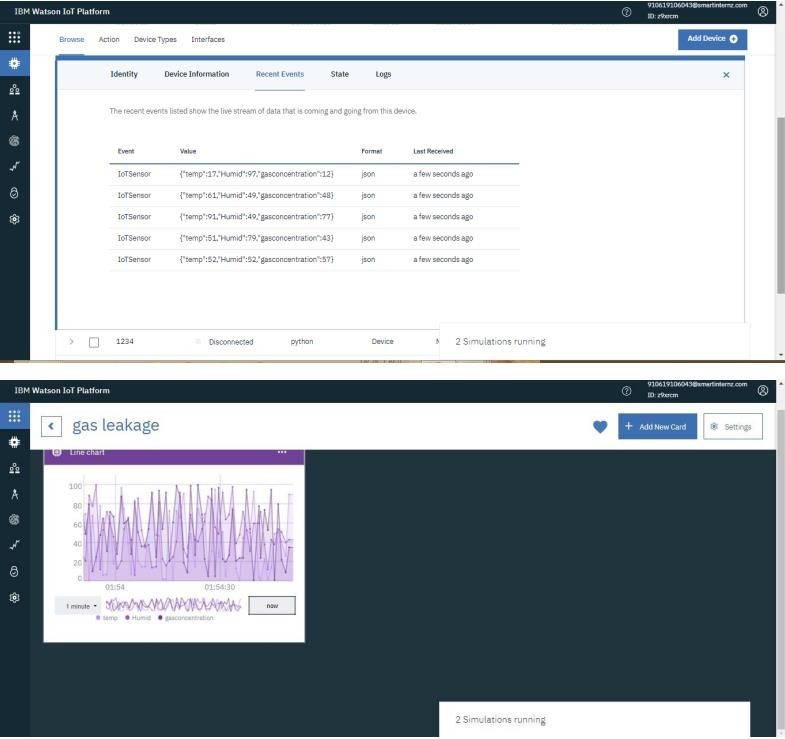 IBM Watson IoT Platform
910619106043@smartinternz.com
ID: z9xrcm
Browse Action Device Types Interfaces
Add Device
Identity Device Information Recent Events State Logs
The recent events listed show the live stream of data that is coming and going from this device.
Event Value Format Last Received
IoTSensor {"temp":17,"Humid":97,"gasconcentration":12} json a few seconds ago
IoTSensor {"temp":61,"Humid":49,"gasconcentration":48} json a few seconds ago
IoTSensor {"temp":91,"Humid":49,"gasconcentration":77} json a few seconds ago
IoTSensor {"temp":51,"Humid":79,"gasconcentration":43} json a few seconds ago
IoTSensor {"temp":52,"Humid":52,"gasconcentration":57} json a few seconds ago
1234 Disconnected python Device
2 Simulations running
IBM Watson IoT Platform
910619106043@smartinternz.com
ID: z9xrcm
gas leakage
Add New Card
Settings
Line chart
100
80
60
40
20
0
01:54 01:54:30
1 minute now
temp Humid gasconcentration
2 Simulations running